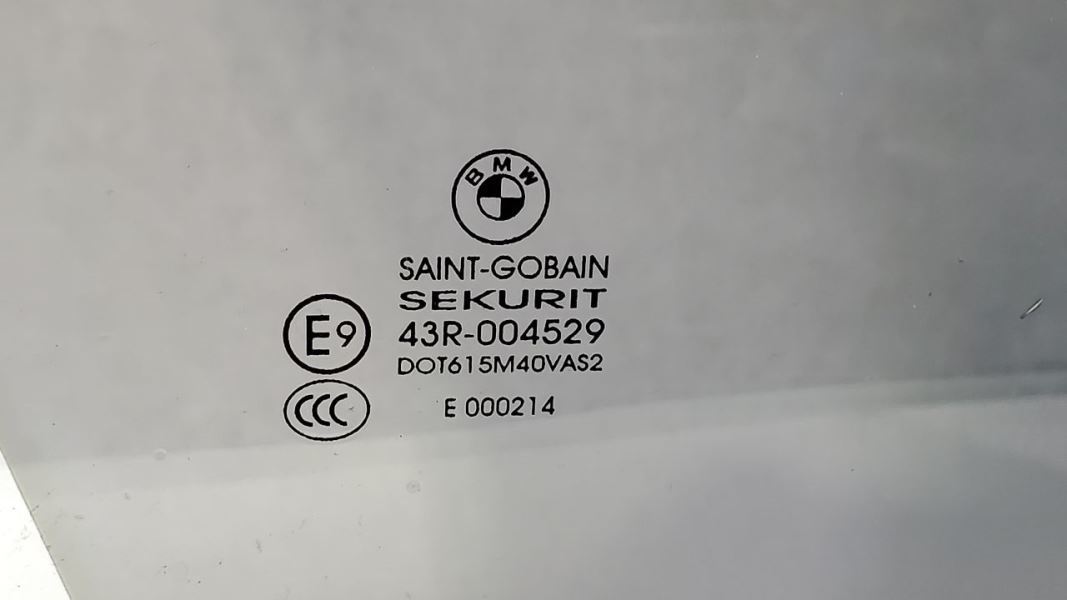 BMW
SAINT-GOBAIN
SEKURIT
E9 43R-004529
DOT615M40VAS2
CCC E 000214